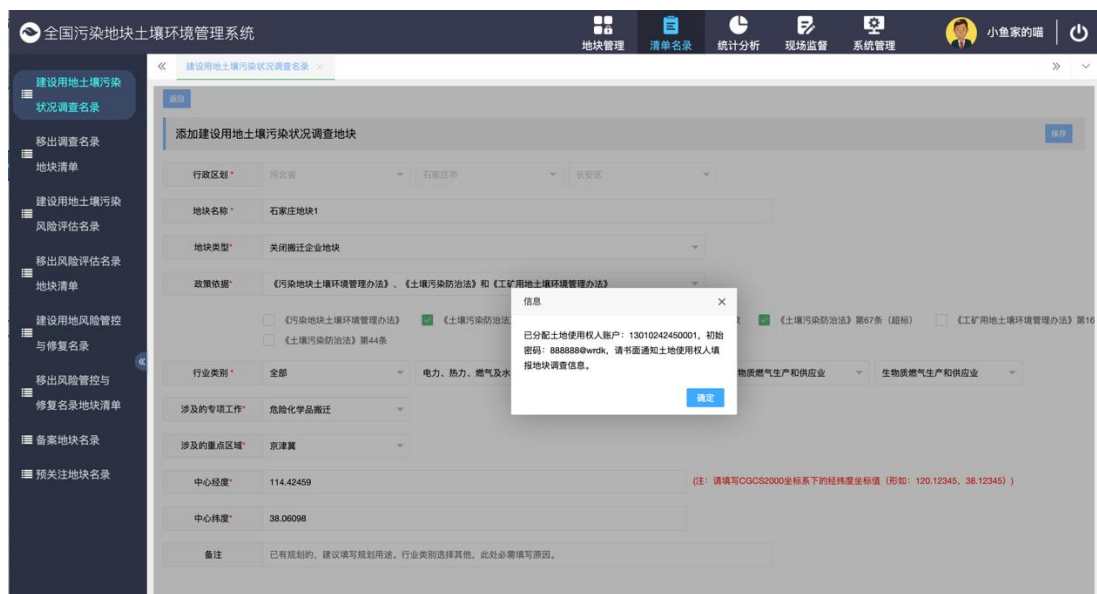 全国污染地块土壤环境管理系统
地块管理
清单名录
统计分析
现场监督
系统管理
小鱼家的喵
建设用地土壤污染
状况调查名录
移出调查名录
地块清单
建设用地土壤污染
风险评估名录
移出风险评估名录
地块清单
建设用地风险管控
与修复名录
移出风险管控与
修复名录地块清单
备案地块名录
预关注地块名录
建设用地土壤污染状况调查名录 ×
返回
添加建设用地土壤污染状况调查地块
保存
行政区划* 河北省 石家庄市 长安区
地块名称* 石家庄地块1
地块类型* 关闭搬迁企业地块
政策依据* 《污染地块土壤环境管理办法》、《土壤污染防治法》和《工矿用地土壤环境管理办法》
《污染地块土壤环境管理办法》 《土壤污染防治法 《土壤污染防治法》第67条（超标） 《工矿用地土壤环境管理办法》第16
《土壤污染防治法》第44条
行业类别* 全部 电力、热力、燃气及水 物质燃气生产和供应业 生物质燃气生产和供应业
涉及的专项工作* 危险化学品搬迁
涉及的重点区域* 京津冀
中心经度* 114.42459 (注：请填写CGCS2000坐标系下的经纬度坐标值（形如：120.12345，38.12345）)
中心纬度* 38.06098
备注 已有规划的，建议填写规划用途。行业类别选择其他，此处必需填写原因。
信息 ×
已分配土地使用权人账户：13010242450001，初始
密码：888888@wrdk，请书面通知土地使用权人填
报地块调查信息。
确定